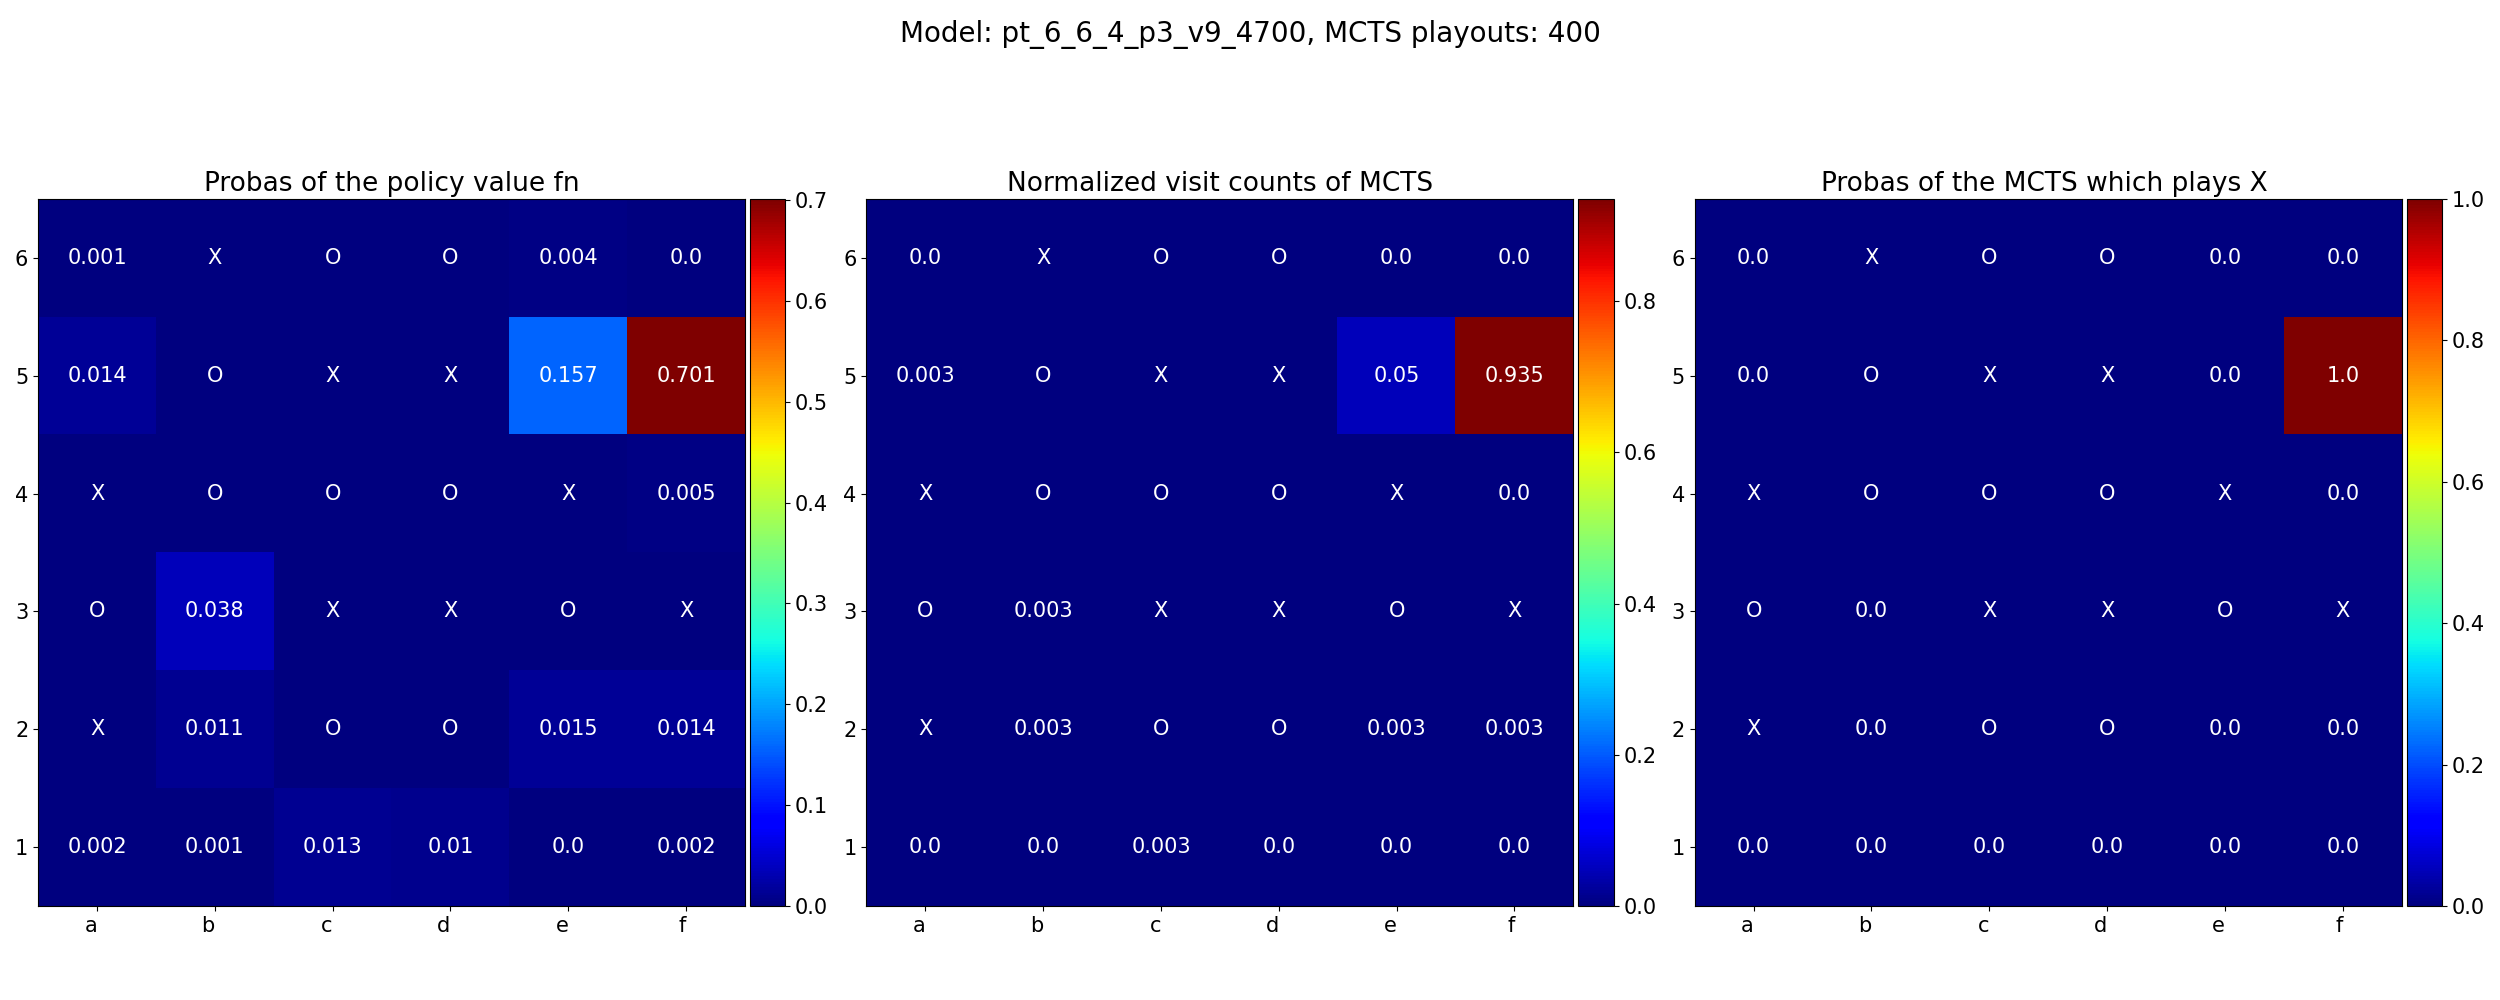 Model: pt_6_6_4_p3_v9_4700, MCTS playouts: 400
Probas of the policy value fn
6 0.001 X O O 0.004 0.0
5 0.014 O X X 0.157 0.701
4 X O O O X 0.005
3 O 0.038 X X O X
2 X 0.011 O O 0.015 0.014
1 0.002 0.001 0.013 0.01 0.0 0.002
a b c d e f
0.7
0.6
0.5
0.4
0.3
0.2
0.1
0.0
Normalized visit counts of MCTS
6 0.0 X O O 0.0 0.0
5 0.003 O X X 0.05 0.935
4 X O O O X 0.0
3 O 0.003 X X O X
2 X 0.003 O O 0.003 0.003
1 0.0 0.0 0.003 0.0 0.0 0.0
a b c d e f
0.8
0.6
0.4
0.2
0.0
Probas of the MCTS which plays X
6 0.0 X O O 0.0 0.0
5 0.0 O X X 0.0 1.0
4 X O O O X 0.0
3 O 0.0 X X O X
2 X 0.0 O O 0.0 0.0
1 0.0 0.0 0.0 0.0 0.0 0.0
a b c d e f
1.0
0.8
0.6
0.4
0.2
0.0